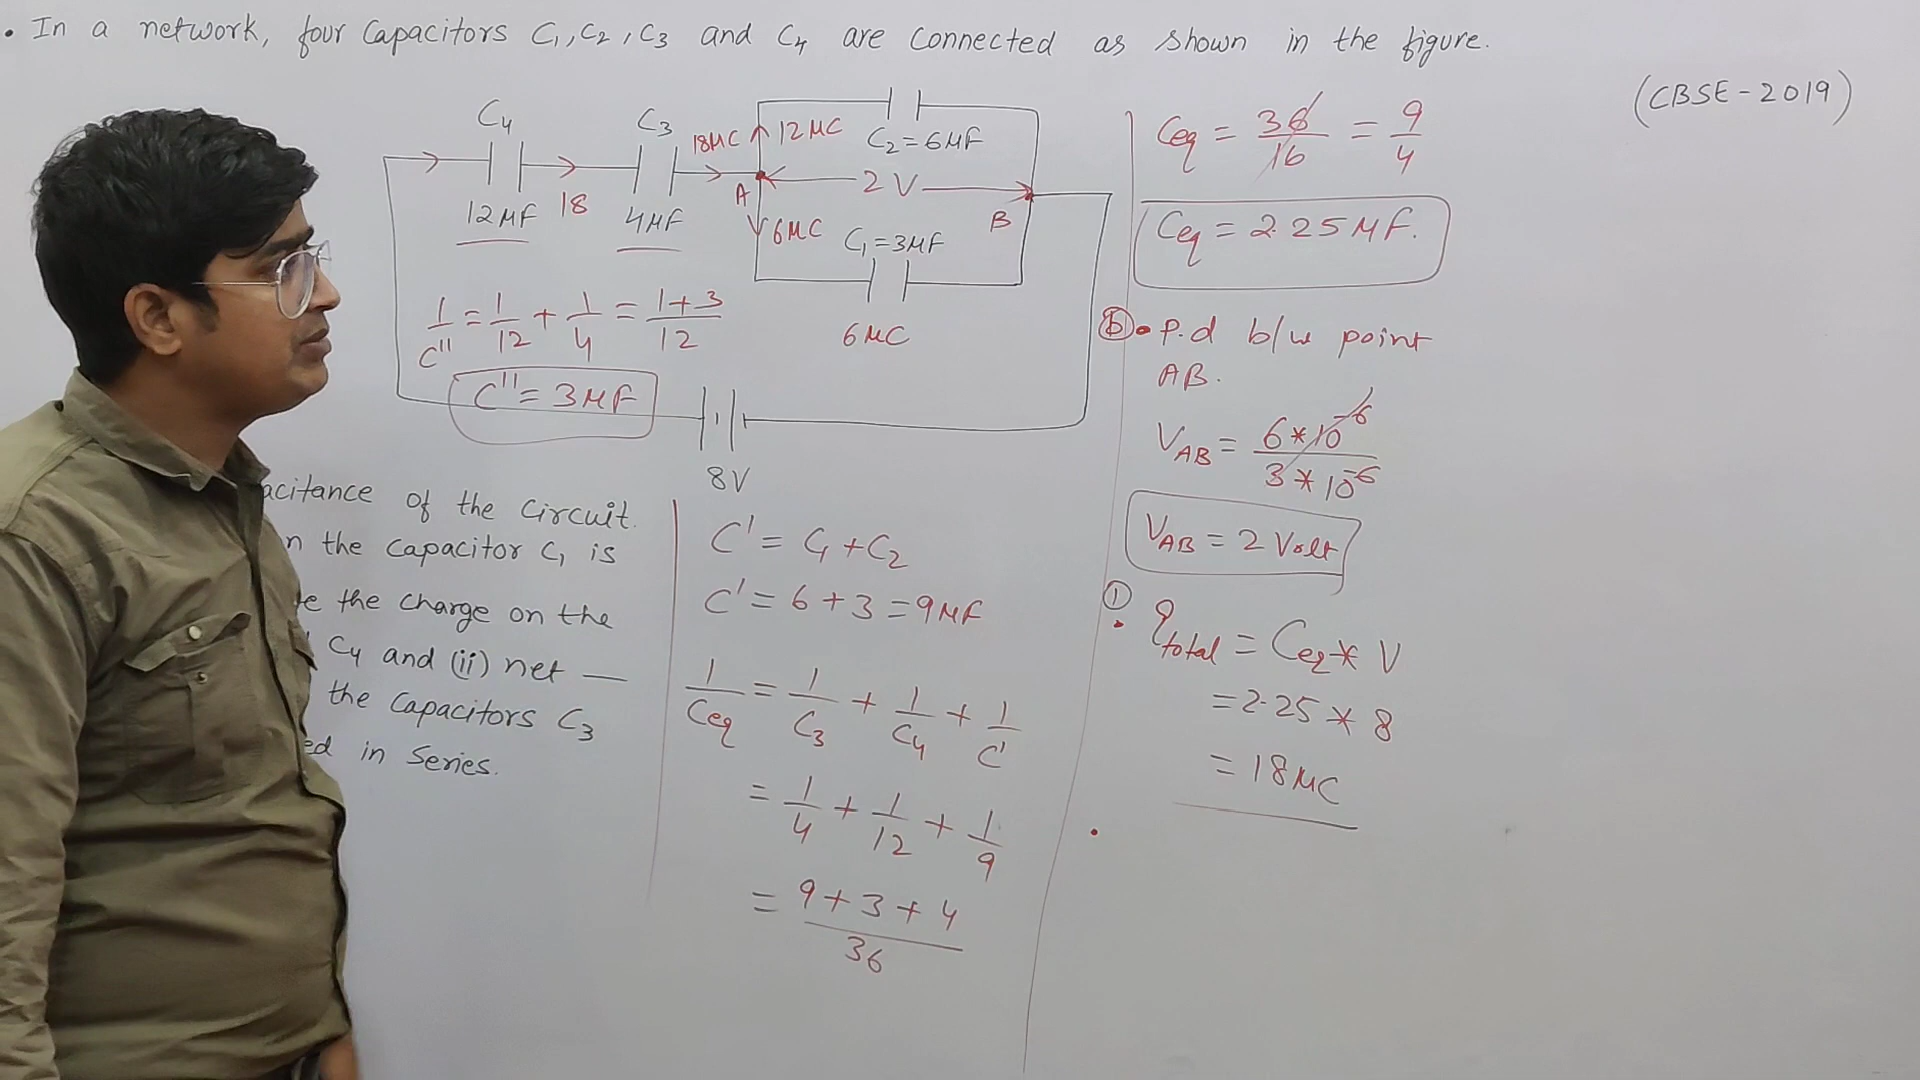 • In a network, four Capacitors C₁, C₂, C₃ and C₄ are connected as shown in the figure.
(CBSE-2019)
C₄
C₃
18μC
12μC
C₂=6μF
12μF
18
4μF
A
2V
B
6μC
C₁=3μF
6μC
1/C'' = 1/12 + 1/4 = 1+3/12
C'' = 3μF
8V
acitance of the Circuit.
n the capacitor C₁ is
te the charge on the
C₄ and (ii) net —
the Capacitors C₃
ed in Series.
C' = C₁+C₂
C' = 6+3 = 9μF
1/Ceq = 1/C₃ + 1/C₄ + 1/C'
= 1/4 + 1/12 + 1/9
= 9+3+4/36
Ceq = 36/16 = 9/4
Ceq = 2.25μF.
ⓑ• P.d b/w point
AB.
V_AB = 6*10⁻⁶/3*10⁻⁶
V_AB = 2 Volt
① • q_total = Ceq * V
= 2.25 * 8
= 18μC